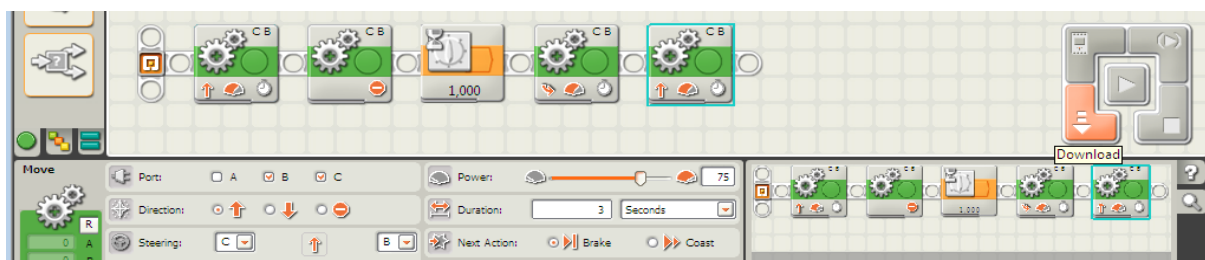 C B
C B
C B
C B
1,000
Download
Move
Port: A B C
Power: 75
?
R
Direction:
Duration: 3 Seconds
0 A
Steering: C B
Next Action: Brake Coast
C B
C B
C B
C B
1,000